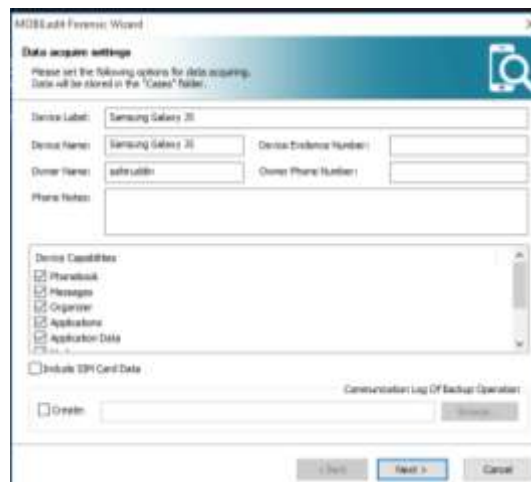 MOBILedit Forensic Wizard
Data acquire settings
Please set the following options for data acquiring.
Data will be stored in the "Cases" folder.
Device Label: Samsung Galaxy
Device Name: Samsung Galaxy Device Evidence Number:
Owner Name: Owner Phone Number:
Phone Notes:
Device Capabilities
Phonebook
Messages
Organizer
Applications
Application Data
Include SIM Card Data
Communication Log Of Backup Operation
Create: Browse...
< Back Next > Cancel